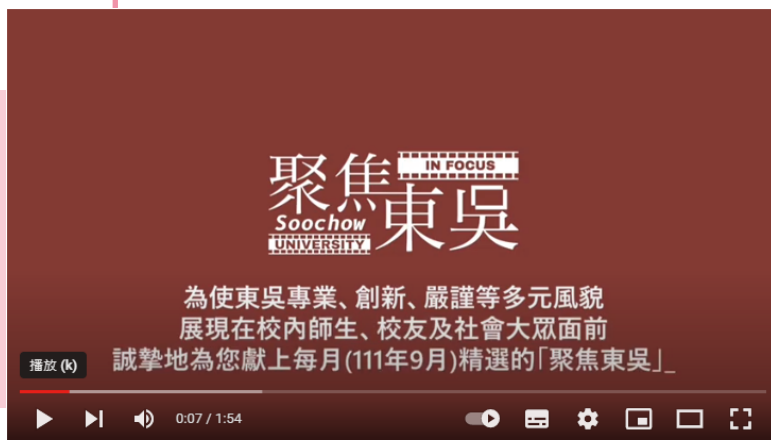 聚焦
IN FOCUS
Soochow
UNIVERSITY
東吳
為使東吳專業、創新、嚴謹等多元風貌
展現在校內師生、校友及社會大眾面前
誠摯地為您獻上每月(111年9月)精選的「聚焦東吳」_
播放 (k)
0:07 / 1:54